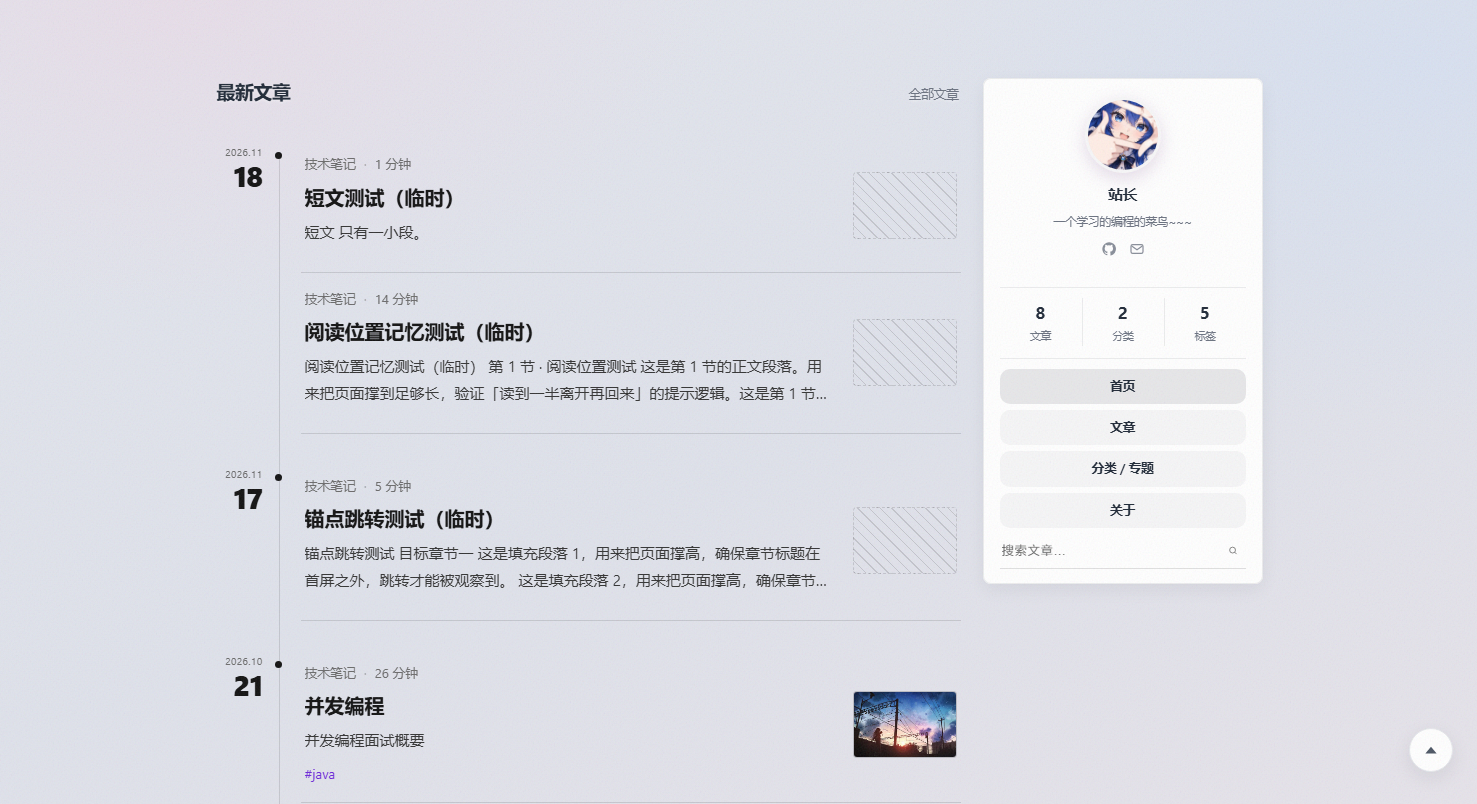 最新文章
全部文章
2026.11
18
技术笔记 · 1 分钟
短文测试（临时）
短文 只有一小段。
技术笔记 · 14 分钟
阅读位置记忆测试（临时）
阅读位置记忆测试（临时） 第 1 节 · 阅读位置测试 这是第 1 节的正文段落。用
来把页面撑到足够长，验证「读到一半离开再回来」的提示逻辑。这是第 1 节...
2026.11
17
技术笔记 · 5 分钟
锚点跳转测试（临时）
锚点跳转测试 目标章节一 这是填充段落 1，用来把页面撑高，确保章节标题在
首屏之外，跳转才能被观察到。 这是填充段落 2，用来把页面撑高，确保章节...
2026.10
21
技术笔记 · 26 分钟
并发编程
并发编程面试概要
#java
站长
一个学习的编程的菜鸟~~~
8
文章
2
分类
5
标签
首页
文章
分类 / 专题
关于
搜索文章...